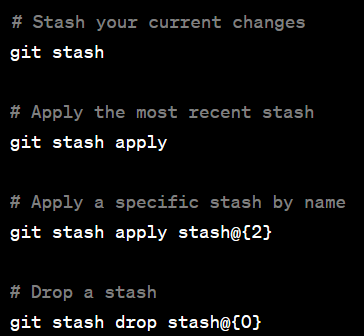 # Stash your current changes
git stash
# Apply the most recent stash
git stash apply
# Apply a specific stash by name
git stash apply stash@{2}
# Drop a stash
git stash drop stash@{0}